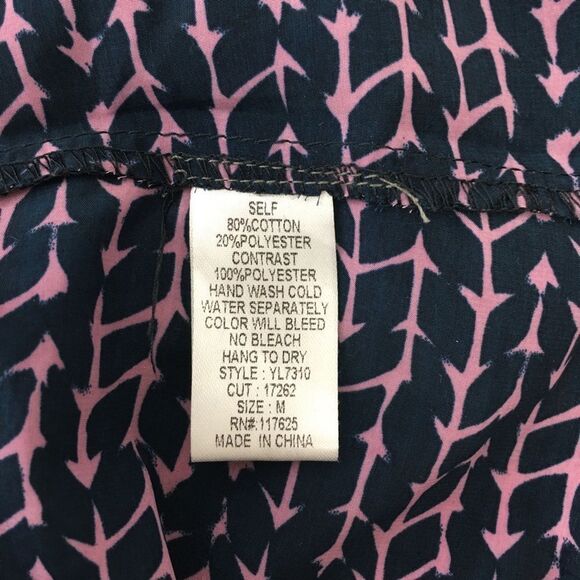 SELF
80%COTTON
20%POLYESTER
CONTRAST
100%POLYESTER
HAND WASH COLD
WATER SEPARATELY
COLOR WILL BLEED
NO BLEACH
HANG TO DRY
STYLE : YL7310
CUT : 17262
SIZE : M
RN#:117625
MADE IN CHINA